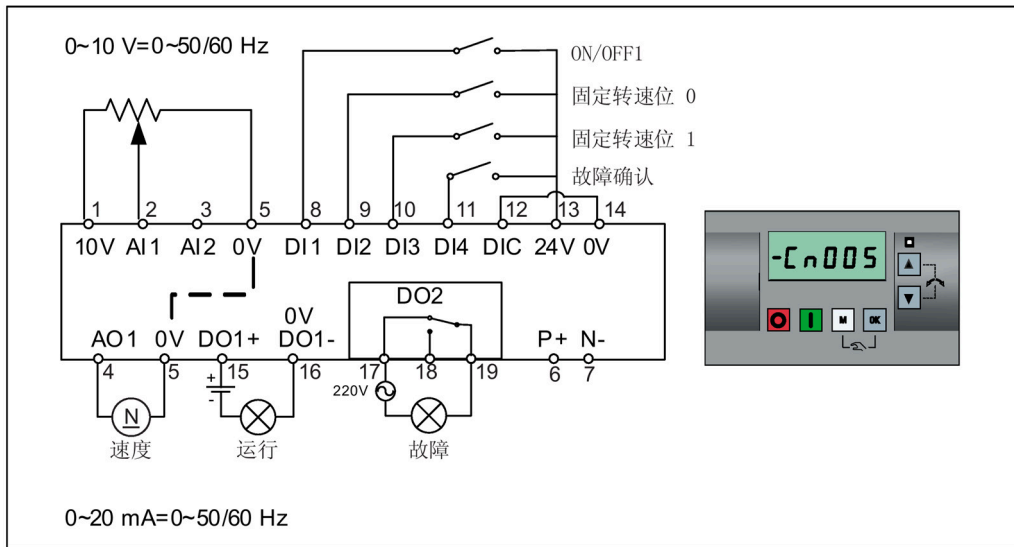 0~10 V=0~50/60 Hz
ON/OFF1
固定转速位 0
固定转速位 1
故障确认
1 2 3 5 8 9 10 11 12 13 14
10V AI1 AI2 0V DI1 DI2 DI3 DI4 DIC 24V 0V
-Cn005
DO2
0V
AO1 0V DO1+ DO1- P+ N-
M OK
4 5 15 16 17 18 19 6 7
220V
N
速度 运行 故障
0~20 mA=0~50/60 Hz